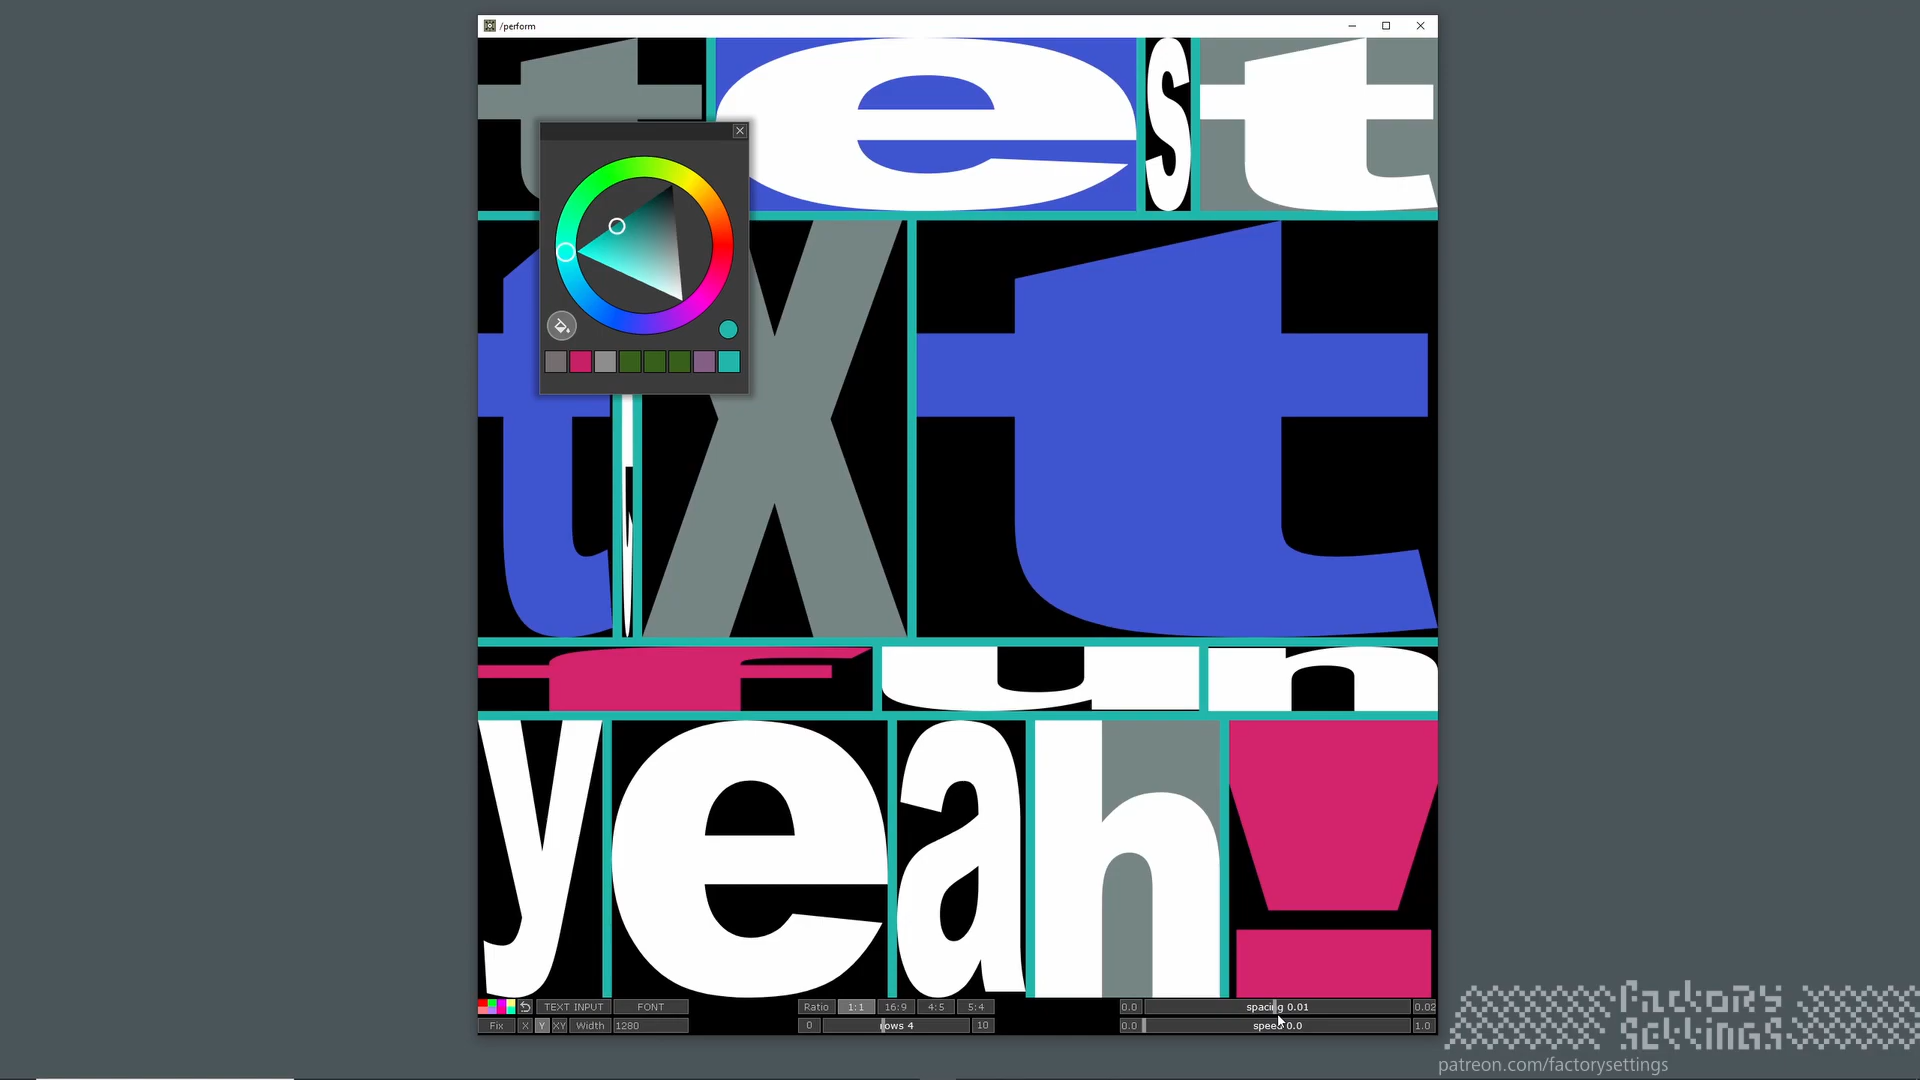 /perform
test
text
fun
yeah!
TEXT INPUT FONT Ratio 1:1 16:9 4:5 5:4 0.0 spacing 0.01 0.02
Fix X Y XY Width 1280 0 rows 4 10 0.0 speed 0.0 1.0
factory
settings
patreon.com/factorysettings